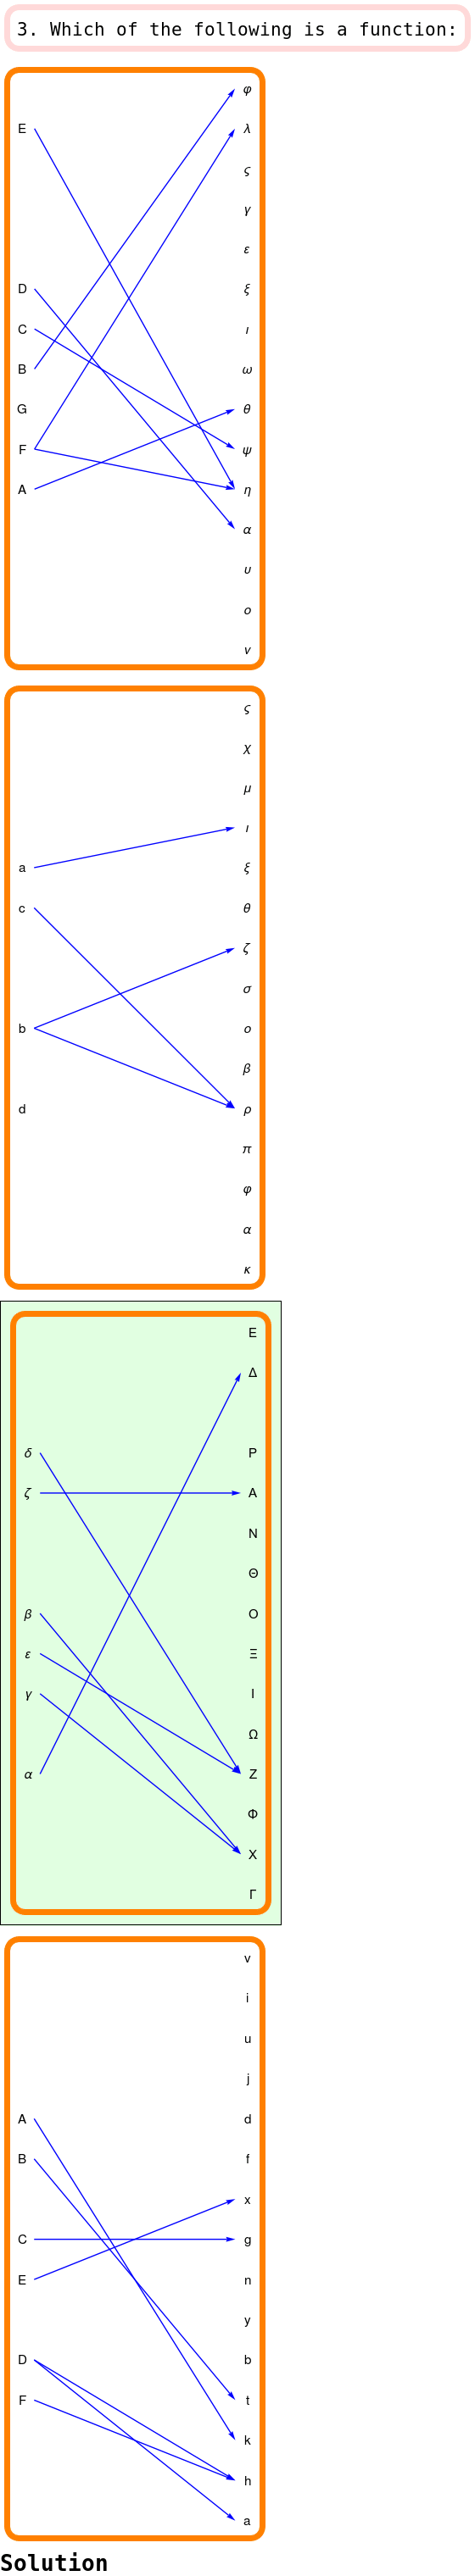 3. Which of the following is a function:
φ
E λ
ς
γ
ε
D ξ
C ι
B ω
G θ
F ψ
A η
α
υ
ο
ν
ς
χ
μ
ι
a ξ
c θ
ζ
σ
b ο
β
d ρ
π
φ
α
κ
Ε
Δ
δ Ρ
ζ Α
Ν
Θ
β Ο
ε Ξ
γ Ι
Ω
α Ζ
Φ
Χ
Γ
v
i
u
j
A d
B f
x
C g
E n
y
D b
F t
k
h
a
Solution